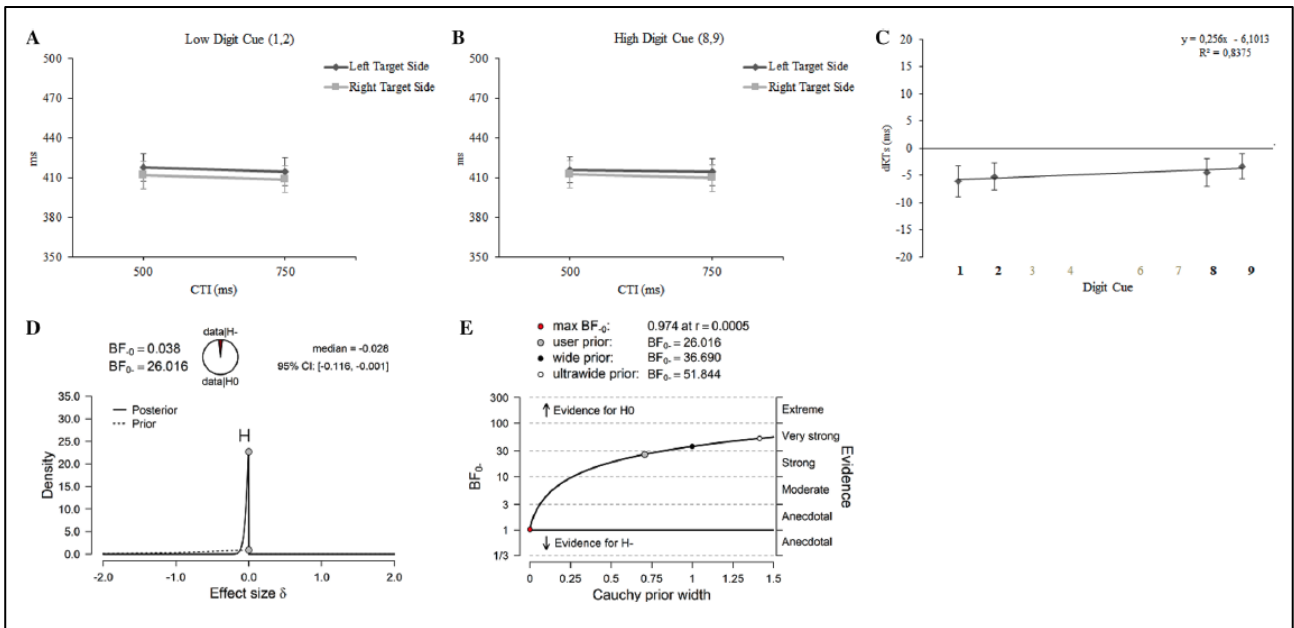 A
Low Digit Cue (1,2)
500
470
440
410
380
350
ms
Left Target Side
Right Target Side
500 750
CTI (ms)
B
High Digit Cue (8,9)
500
470
440
410
380
350
ms
Left Target Side
Right Target Side
500 750
CTI (ms)
C
y = 0,256x - 6,1013
R² = 0,8375
20
15
10
5
0
-5
-10
-15
-20
dRTs (ms)
1 2 3 4 6 7 8 9
Digit Cue
D
data|H-
BF-0 = 0.038
BF0- = 26.016
data|H0
median = -0.028
95% CI: [-0.116, -0.001]
35.0
30.0
25.0
20.0
15.0
10.0
5.0
0.0
Density
Posterior
Prior
H
-2.0 -1.0 0.0 1.0 2.0
Effect size δ
E
max BF-0: 0.974 at r = 0.0005
user prior: BF0- = 26.016
wide prior: BF0- = 36.690
ultrawide prior: BF0- = 51.844
300
100
30
10
3
1
1/3
BF0-
Evidence for H0
Evidence for H-
Extreme
Very strong
Strong
Moderate
Anecdotal
Anecdotal
Evidence
0 0.25 0.5 0.75 1 1.25 1.5
Cauchy prior width